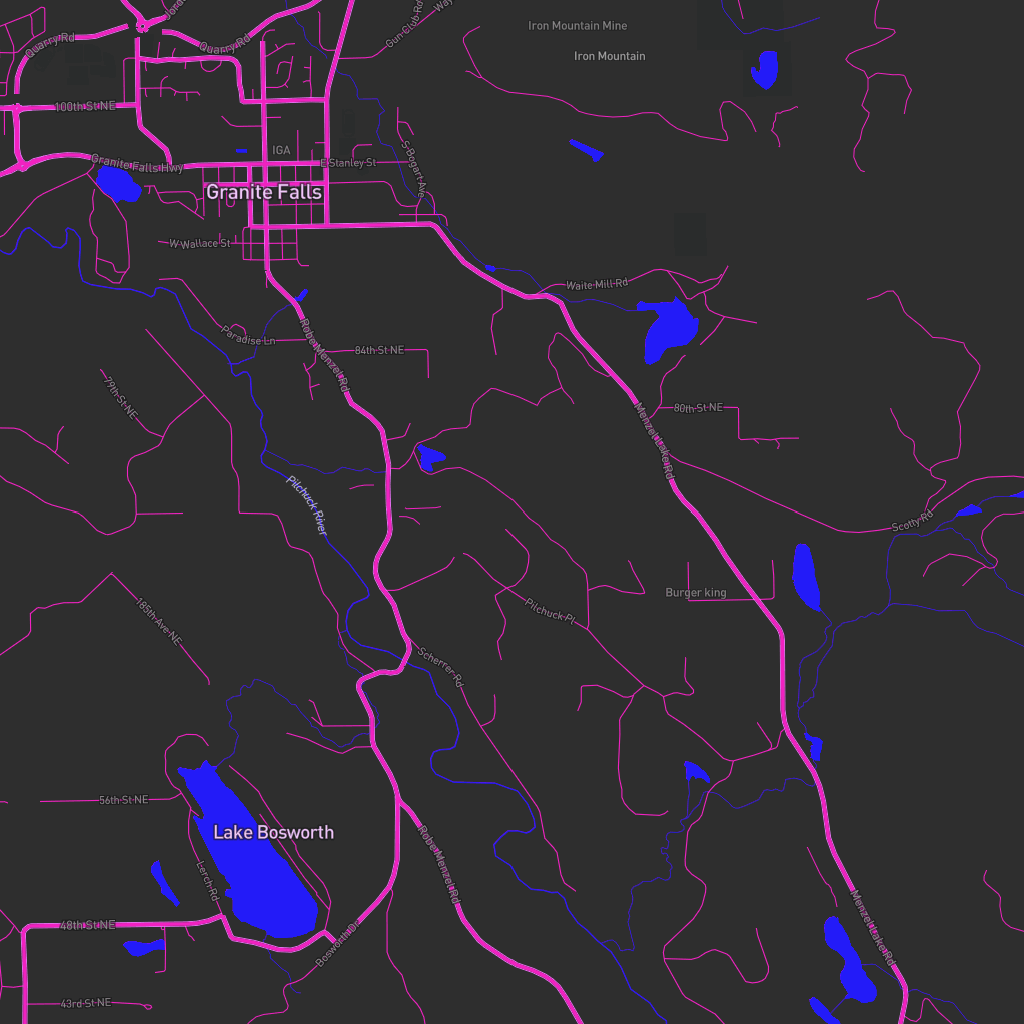 Jord
Gun Club Rd
Way
Iron Mountain Mine
Quarry Rd
Quarry Rd
Iron Mountain
100th St NE
IGA
Granite Falls Hwy
E Stanley St
S Bogart Ave
Granite Falls
W Wallace St
Waite Mill Rd
Paradise Ln
Robe Menzel Rd
84th St NE
79th St NE
80th St NE
Menzel Lake Rd
Pilchuck River
Scotty Rd
Burger king
185th Ave NE
Pilchuck Pl
Scherrer Rd
56th St NE
Lake Bosworth
Robe Menzel Rd
Lerch Rd
48th St NE
Bosworth Dr
Menzel Lake Rd
43rd St NE